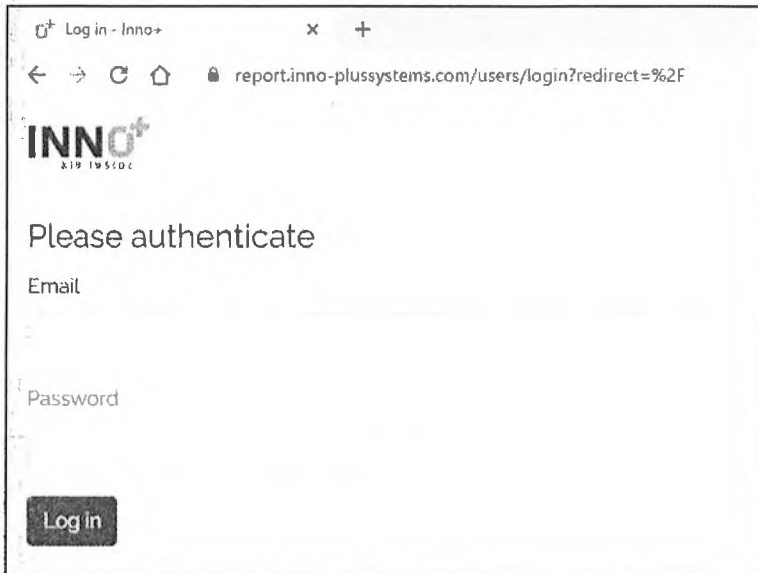 Log in - Inno+
report.inno-plussystems.com/users/login?redirect=%2F
INNO+
Please authenticate
Email
Password
Log in